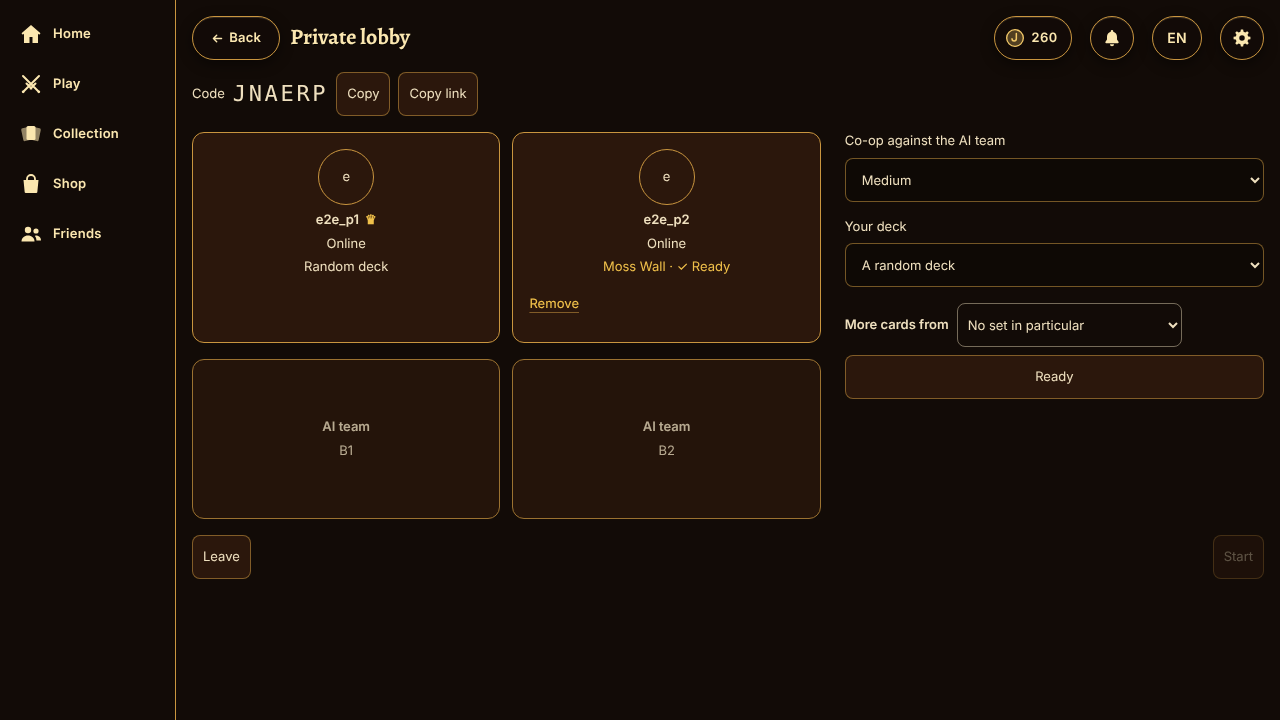 Home
Play
Collection
Shop
Friends
← Back
Private lobby
J 260
EN
Code JNAERP Copy Copy link
e
e2e_p1 ♛
Online
Random deck
e
e2e_p2
Online
Moss Wall · ✓ Ready
Remove
AI team
B1
AI team
B2
Co-op against the AI team
Medium
Your deck
A random deck
More cards from No set in particular
Ready
Leave
Start